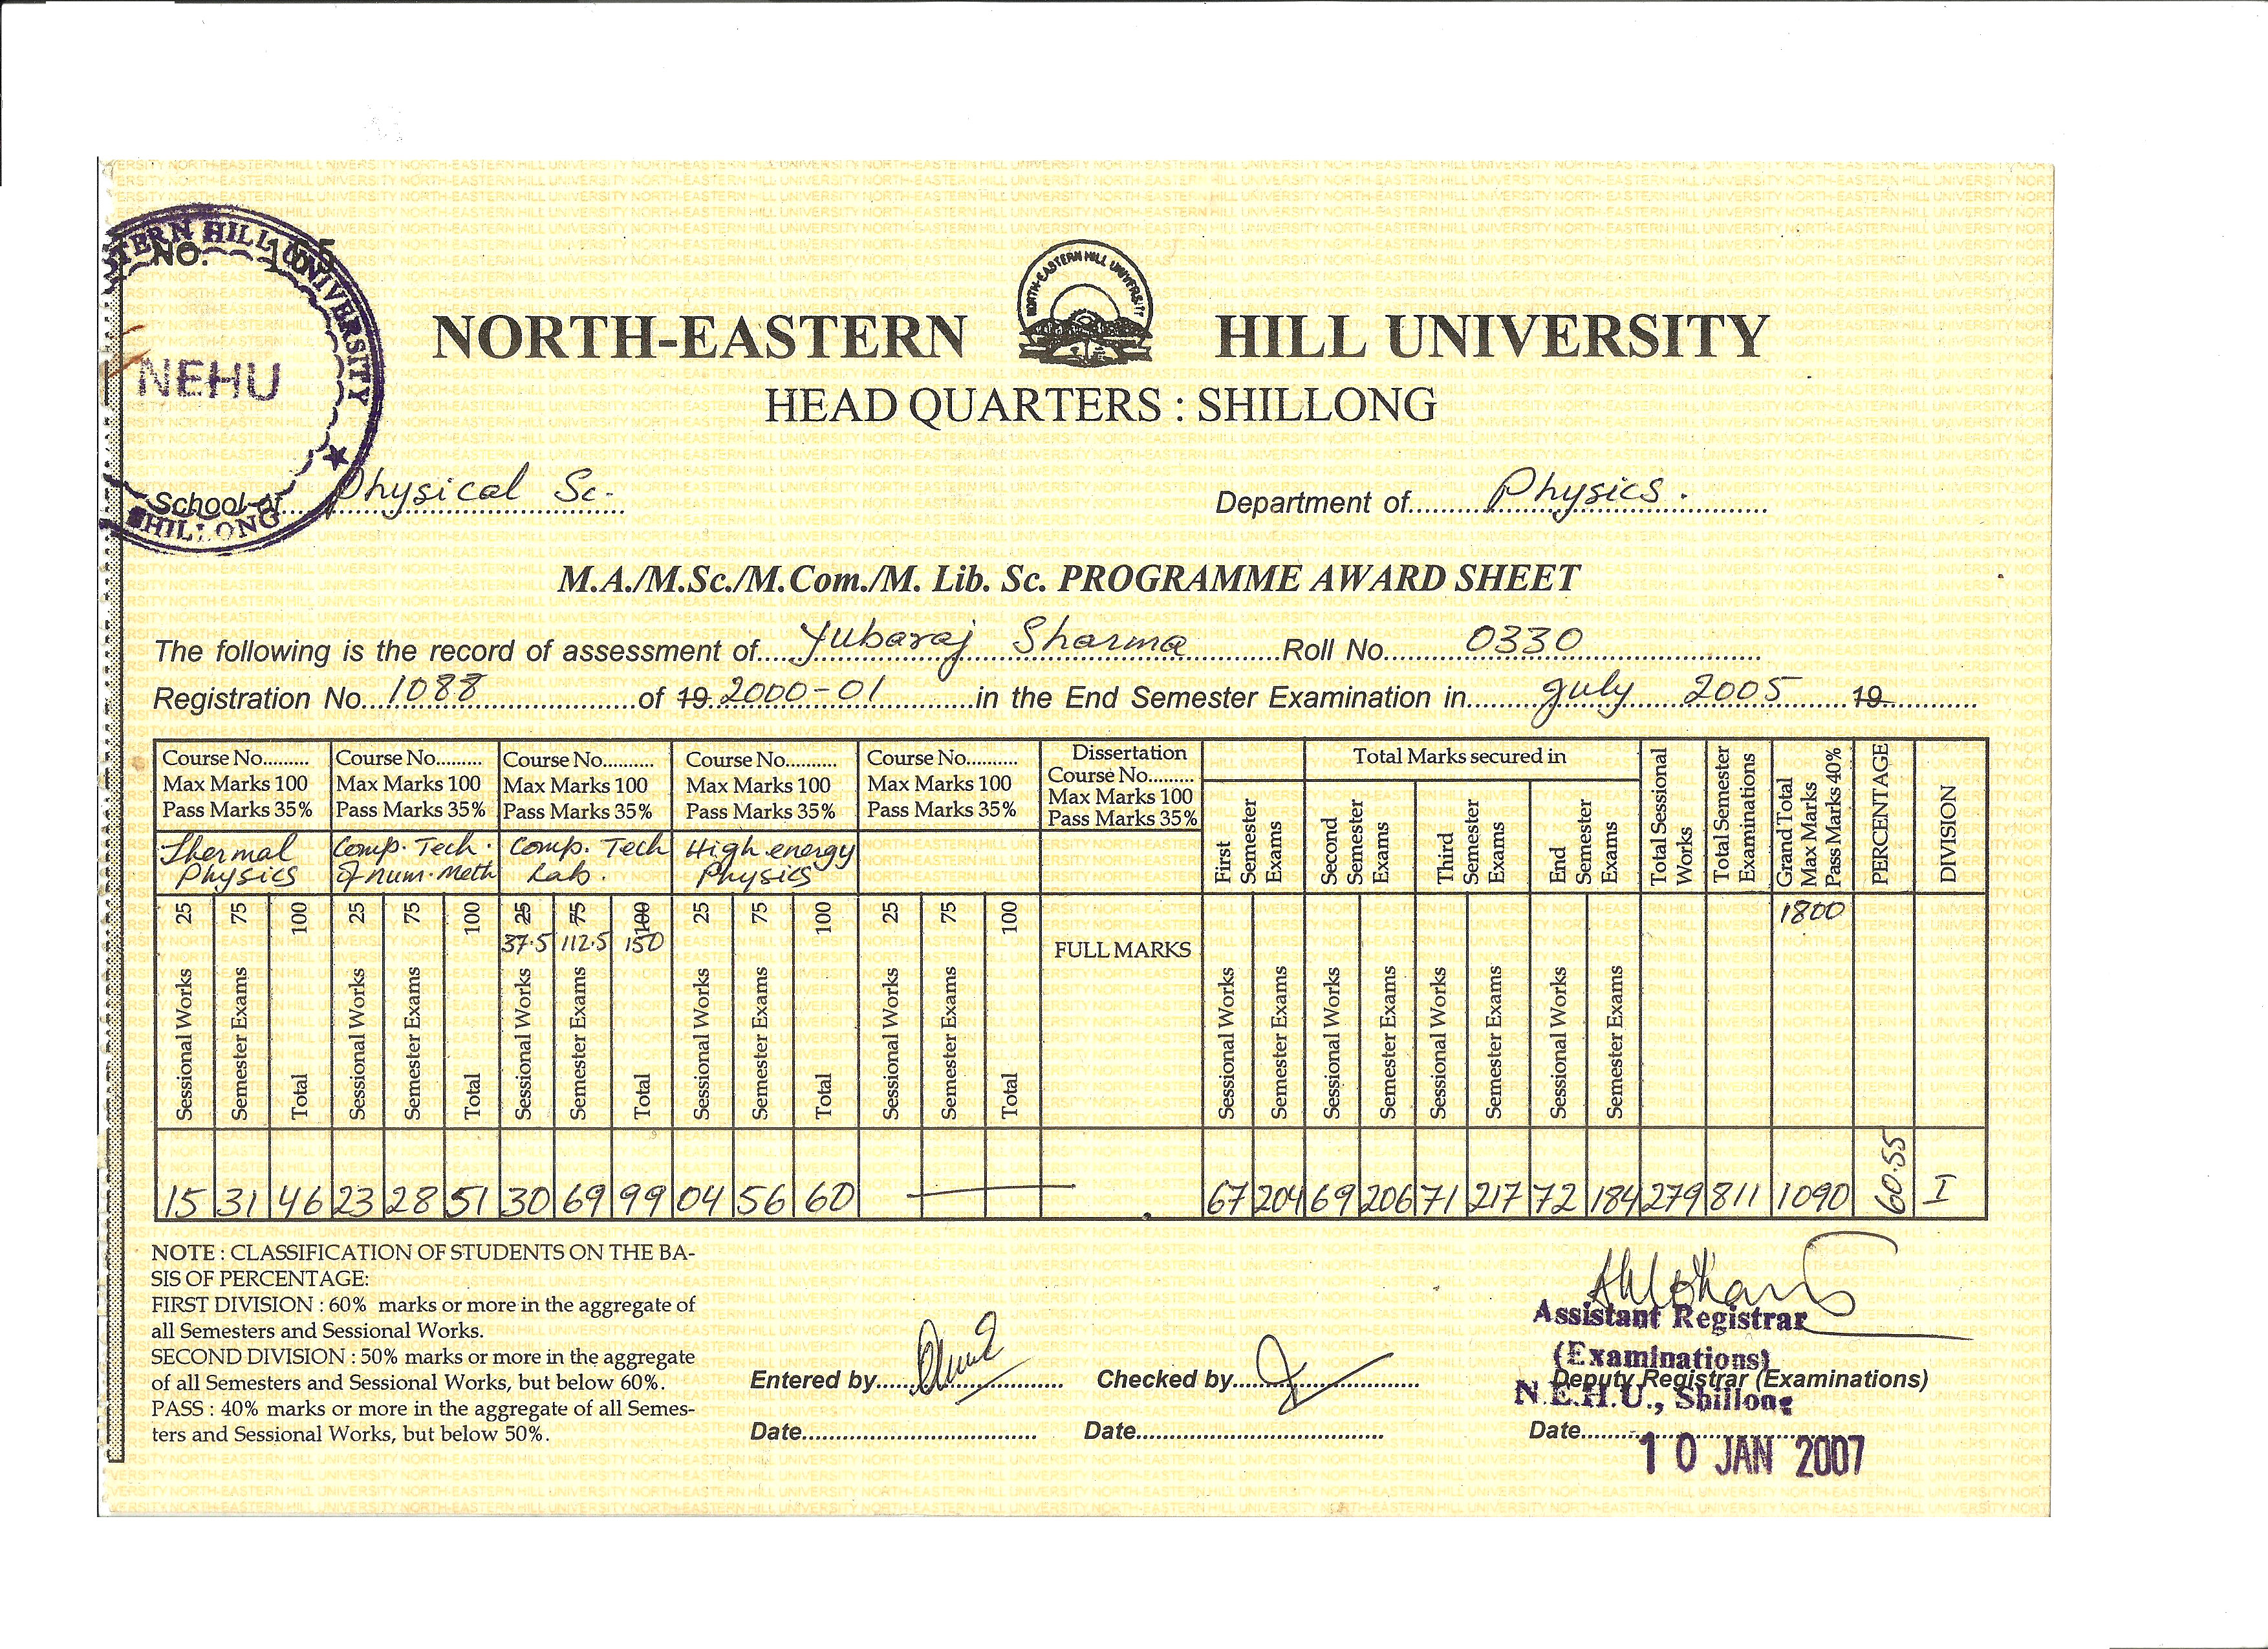 NO. 155
NORTH-EASTERN HILL UNIVERSITY
NEHU
HEAD QUARTERS : SHILLONG
School of Physical Sc.
SHILLONG
Department of Physics.
M.A./M.Sc./M.Com./M. Lib. Sc. PROGRAMME AWARD SHEET
The following is the record of assessment of Yubaraj Sharma Roll No. 0330
Registration No. 1088 of 19 2000-01 in the End Semester Examination in July 2005 19
Course No. Course No. Course No. Course No. Course No. Dissertation Total Marks secured in
Max Marks 100 Max Marks 100 Max Marks 100 Max Marks 100 Max Marks 100 Course No.
Pass Marks 35% Pass Marks 35% Pass Marks 35% Pass Marks 35% Pass Marks 35% Max Marks 100
Pass Marks 35%
First Semester Exams Second Semester Exams Third Semester Exams End Semester Exams Total Sessional Works Total Semester Examinations Grand Total Max Marks Pass Marks 40% PERCENTAGE DIVISION
Thermal Comp. Tech. Comp. Tech High energy
Physics & num. Meth Lab. Physics
25 75 100 25 75 100 25 75 100 25 75 100 25 75 100 1800
37.5 112.5 150
FULL MARKS
Sessional Works Semester Exams Total Sessional Works Semester Exams Total Sessional Works Semester Exams Total Sessional Works Semester Exams Total Sessional Works Semester Exams Total Sessional Works Semester Exams Sessional Works Semester Exams Sessional Works Semester Exams Sessional Works Semester Exams
15 31 46 23 28 51 30 69 99 04 56 60 67 204 69 206 71 217 72 184 279 811 1090 60.55 I
NOTE : CLASSIFICATION OF STUDENTS ON THE BA-
SIS OF PERCENTAGE:
FIRST DIVISION : 60% marks or more in the aggregate of
all Semesters and Sessional Works.
SECOND DIVISION : 50% marks or more in the aggregate
of all Semesters and Sessional Works, but below 60%.
PASS : 40% marks or more in the aggregate of all Semes-
ters and Sessional Works, but below 50%.
Entered by
Date
Checked by
Date
Assistant Registrar
(Examinations)
Deputy Registrar (Examinations)
N.E.H.U., Shillong
Date
10 JAN 2007